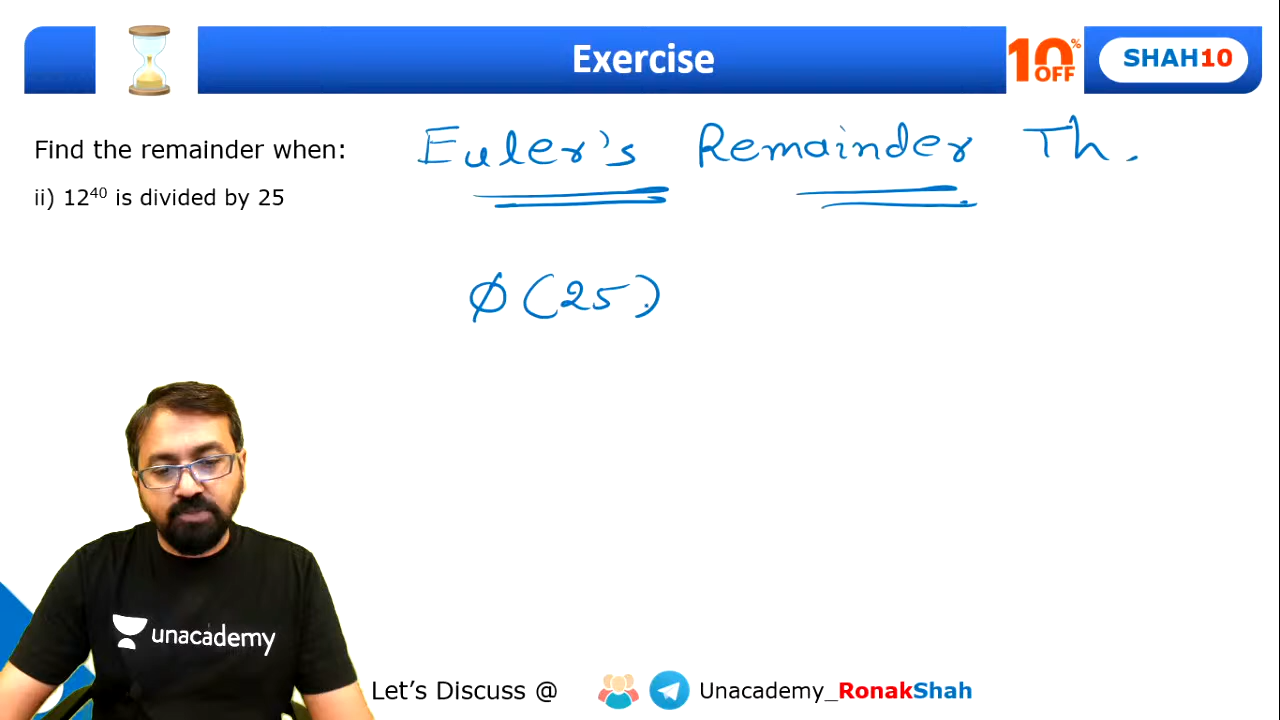 Exercise
10% OFF
SHAH10
Find the remainder when:
Euler's Remainder Th.
ii) 12⁴⁰ is divided by 25
ø(25)
unacademy
Let's Discuss @
Unacademy_RonakShah